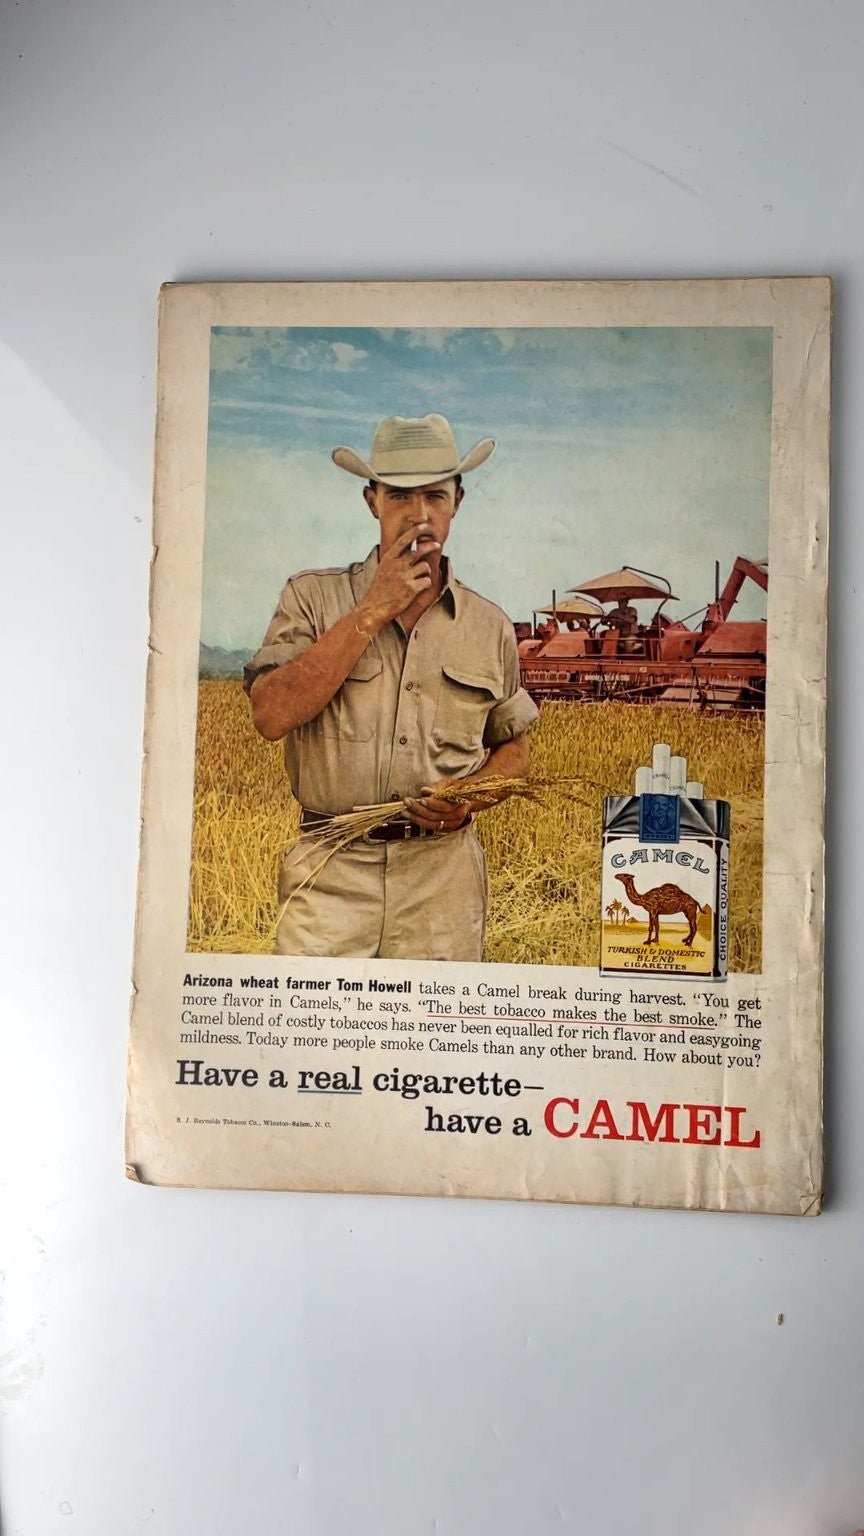 CAMEL
CAMEL
CAMEL
TURKISH & DOMESTIC
BLEND
CIGARETTES
CHOICE QUALITY
Arizona wheat farmer Tom Howell takes a Camel break during harvest. “You get
more flavor in Camels,” he says. “The best tobacco makes the best smoke.” The
Camel blend of costly tobaccos has never been equalled for rich flavor and easygoing
mildness. Today more people smoke Camels than any other brand. How about you?
Have a real cigarette—
have a CAMEL
R. J. Reynolds Tobacco Co., Winston-Salem, N. C.